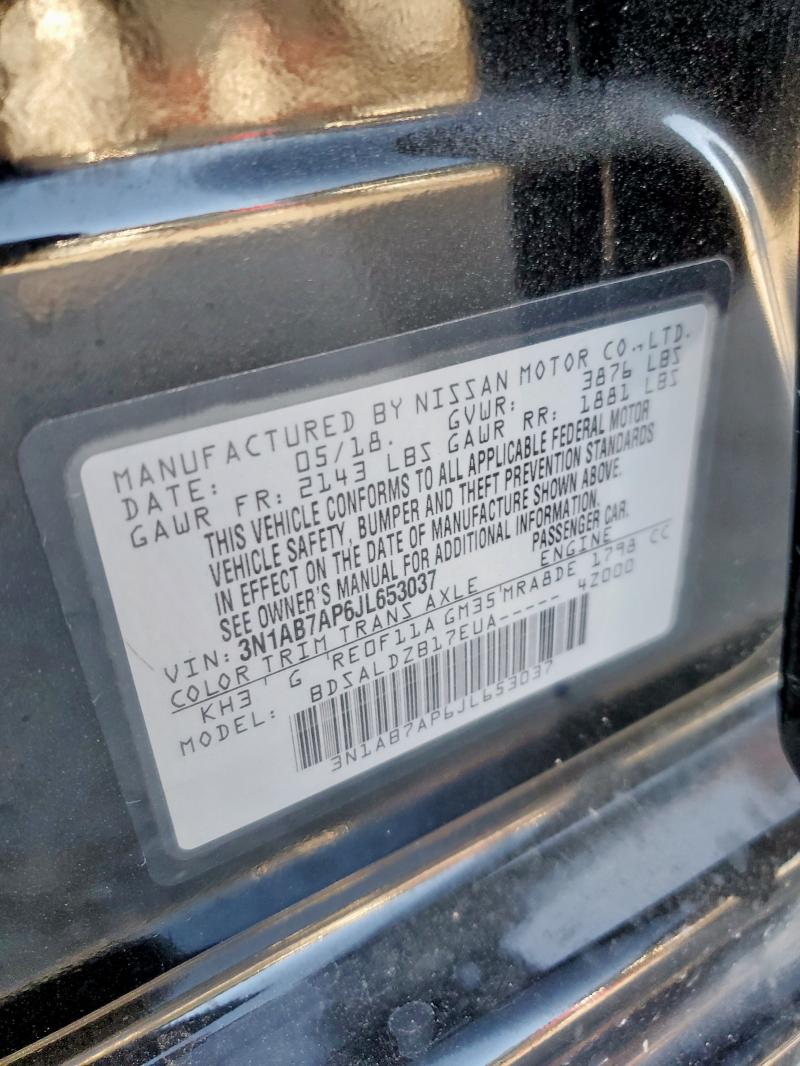 MANUFACTURED BY NISSAN MOTOR CO., LTD.
DATE: 05/18. GVWR: 3876 LBS
GAWR FR: 2143 LBS GAWR RR: 1881 LBS
THIS VEHICLE CONFORMS TO ALL APPLICABLE FEDERAL MOTOR
VEHICLE SAFETY, BUMPER AND THEFT PREVENTION STANDARDS
IN EFFECT ON THE DATE OF MANUFACTURE SHOWN ABOVE.
SEE OWNER'S MANUAL FOR ADDITIONAL INFORMATION.
VIN: 3N1AB7AP6JL653037 PASSENGER CAR.
COLOR TRIM TRANS AXLE ENGINE
KH3 G RE0F11A GM35 MRA8DE 1798 CC
MODEL: BDSALDZB17EUA----- 4Z000
3N1AB7AP6JL653037